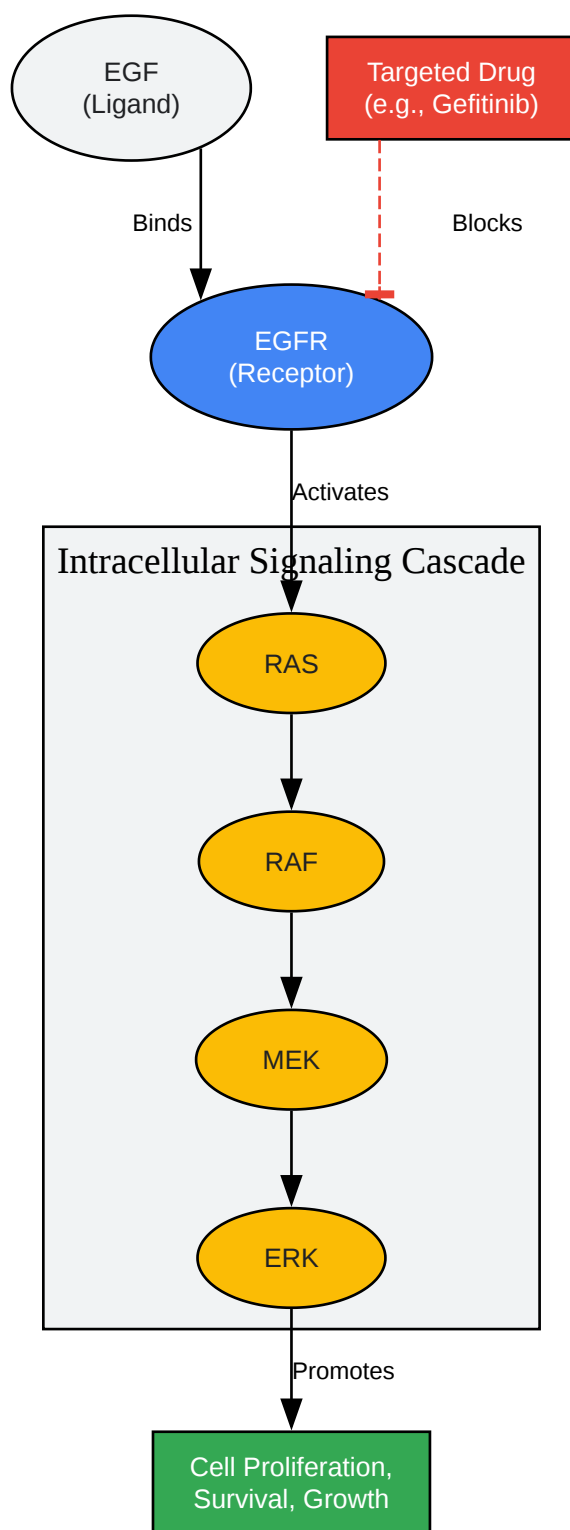 EGF
(Ligand)
Targeted Drug
(e.g., Gefitinib)
Binds
Blocks
EGFR
(Receptor)
Activates
Intracellular Signaling Cascade
RAS
RAF
MEK
ERK
Promotes
Cell Proliferation,
Survival, Growth